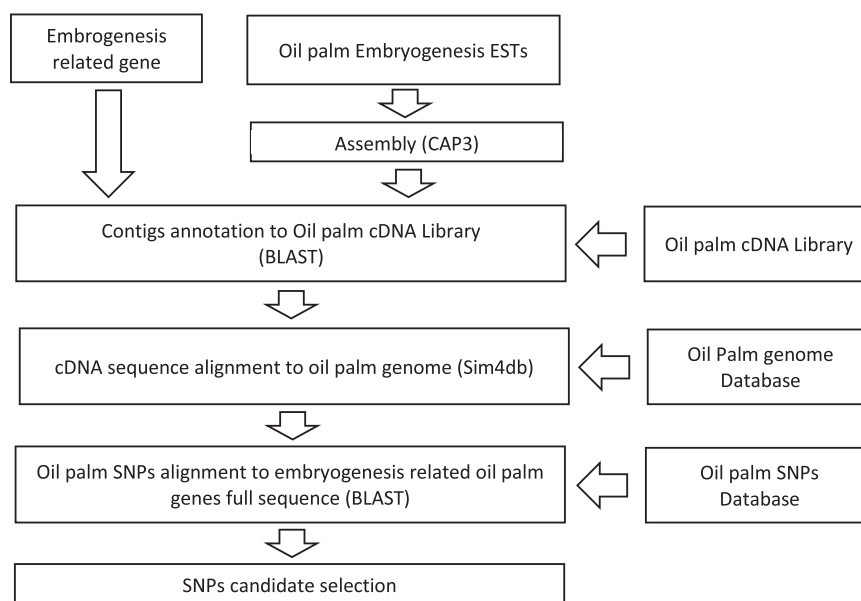 Embrogenesis
related gene
Oil palm Embryogenesis ESTs
Assembly (CAP3)
Contigs annotation to Oil palm cDNA Library
(BLAST)
Oil palm cDNA Library
cDNA sequence alignment to oil palm genome (Sim4db)
Oil Palm genome
Database
Oil palm SNPs alignment to embryogenesis related oil palm
genes full sequence (BLAST)
Oil palm SNPs
Database
SNPs candidate selection